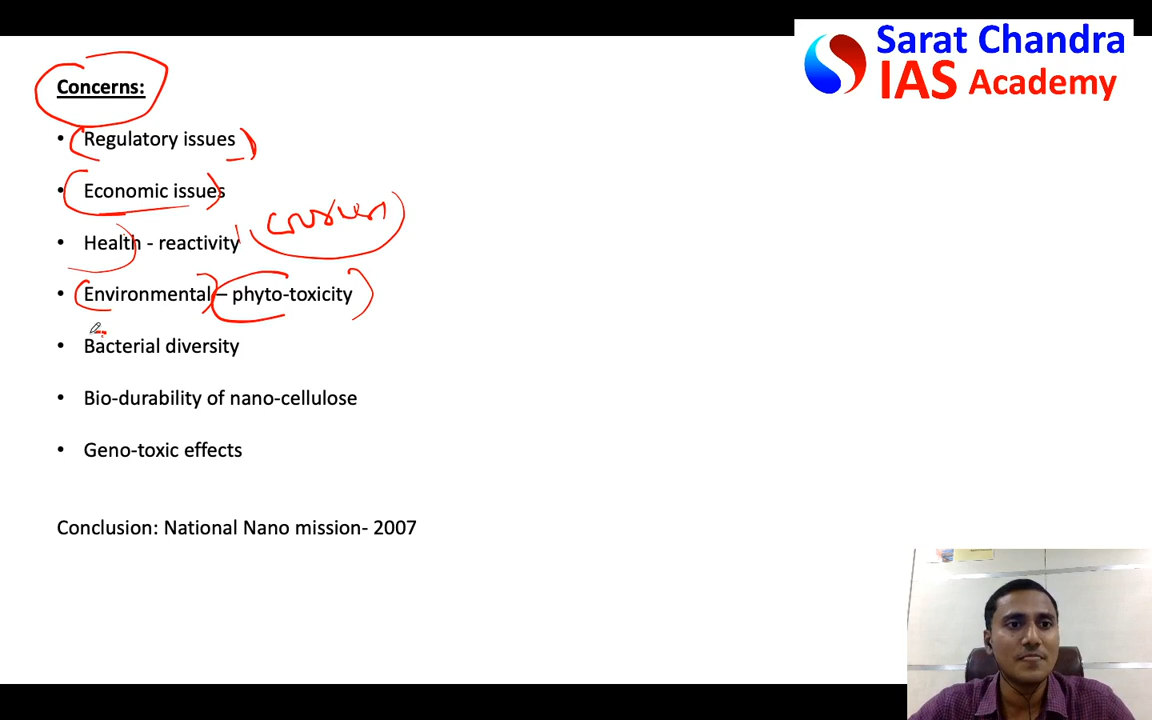 Sarat Chandra
IAS Academy
Concerns:
• Regulatory issues
• Economic issues
• Health - reactivity
• Environmental – phyto-toxicity
• Bacterial diversity
• Bio-durability of nano-cellulose
• Geno-toxic effects
Conclusion: National Nano mission- 2007